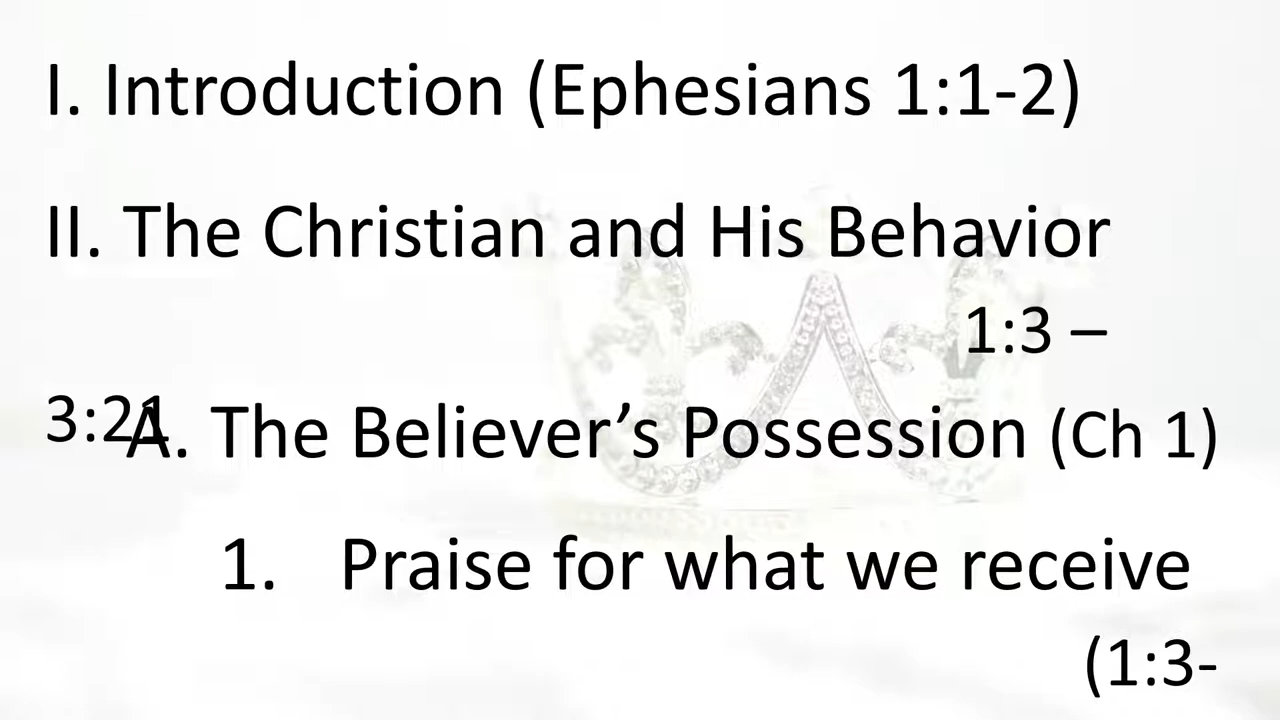 I. Introduction (Ephesians 1:1-2)
II. The Christian and His Behavior
1:3 –
3:21
A. The Believer’s Possession (Ch 1)
1. Praise for what we receive
(1:3-